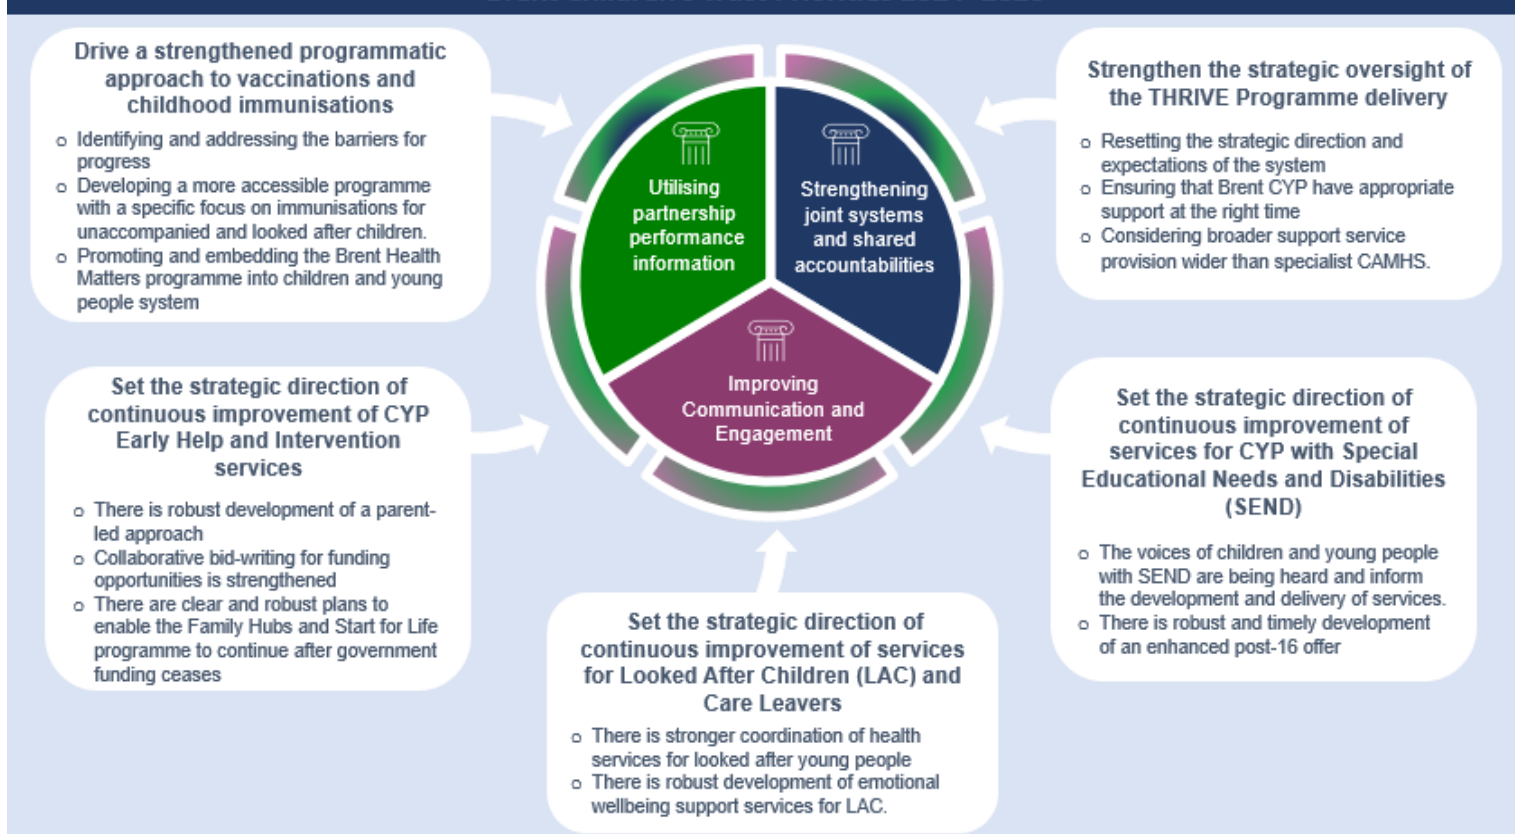 Drive a strengthened programmatic
approach to vaccinations and
childhood immunisations
o Identifying and addressing the barriers for
progress
o Developing a more accessible programme
with a specific focus on immunisations for
unaccompanied and looked after children.
o Promoting and embedding the Brent Health
Matters programme into children and young
people system
Utilising
partnership
performance
information
Strengthening
joint systems
and shared
accountabilities
Improving
Communication and
Engagement
Strengthen the strategic oversight of
the THRIVE Programme delivery
o Resetting the strategic direction and
expectations of the system
o Ensuring that Brent CYP have appropriate
support at the right time
o Considering broader support service
provision wider than specialist CAMHS.
Set the strategic direction of
continuous improvement of CYP
Early Help and Intervention
services
o There is robust development of a parent-
led approach
o Collaborative bid-writing for funding
opportunities is strengthened
o There are clear and robust plans to
enable the Family Hubs and Start for Life
programme to continue after government
funding ceases
Set the strategic direction of
continuous improvement of services
for Looked After Children (LAC) and
Care Leavers
o There is stronger coordination of health
services for looked after young people
o There is robust development of emotional
wellbeing support services for LAC.
Set the strategic direction of
continuous improvement of
services for CYP with Special
Educational Needs and Disabilities
(SEND)
o The voices of children and young people
with SEND are being heard and inform
the development and delivery of services.
o There is robust and timely development
of an enhanced post-16 offer